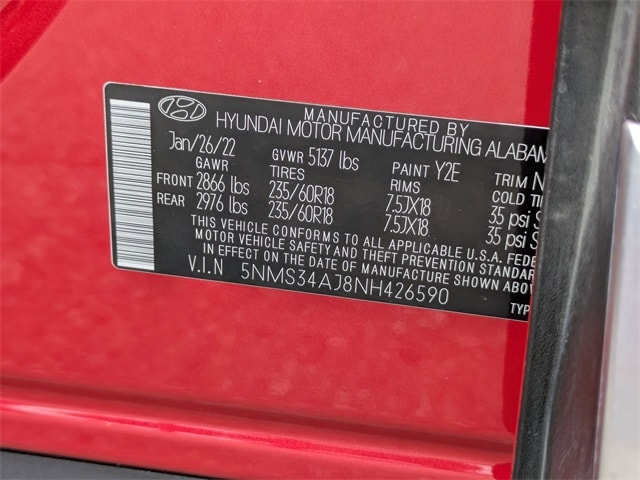 MANUFACTURED BY
HYUNDAI MOTOR MANUFACTURING
Jan/26/22 GVWR 5137 lbs PAINT Y2E TRIM
GAWR TIRES RIMS COLD
FRONT 2866 lbs 235/60R18 7.5JX18 35 psi
REAR 2976 lbs 235/60R18 7.5JX18 35 psi
THIS VEHICLE CONFORMS TO ALL APPLICABLE U.S.A.
MOTOR VEHICLE SAFETY AND THEFT PREVENTION STANDARD
IN EFFECT ON THE DATE OF MANUFACTURE SHOWN
V.I.N 5NMS34AJ8NH426590